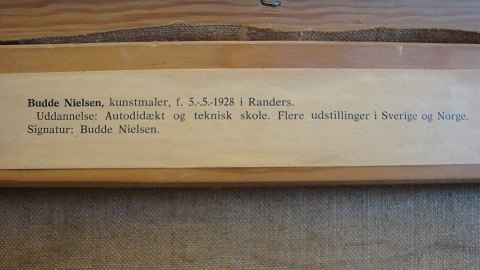 Budde Nielsen, kunstmaler, f. 5.-.5.-1928 i Randers.
Uddannelse: Autodidækt og teknisk skole. Flere udstillinger i Sverige og Norge.
Signatur: Budde Nielsen.